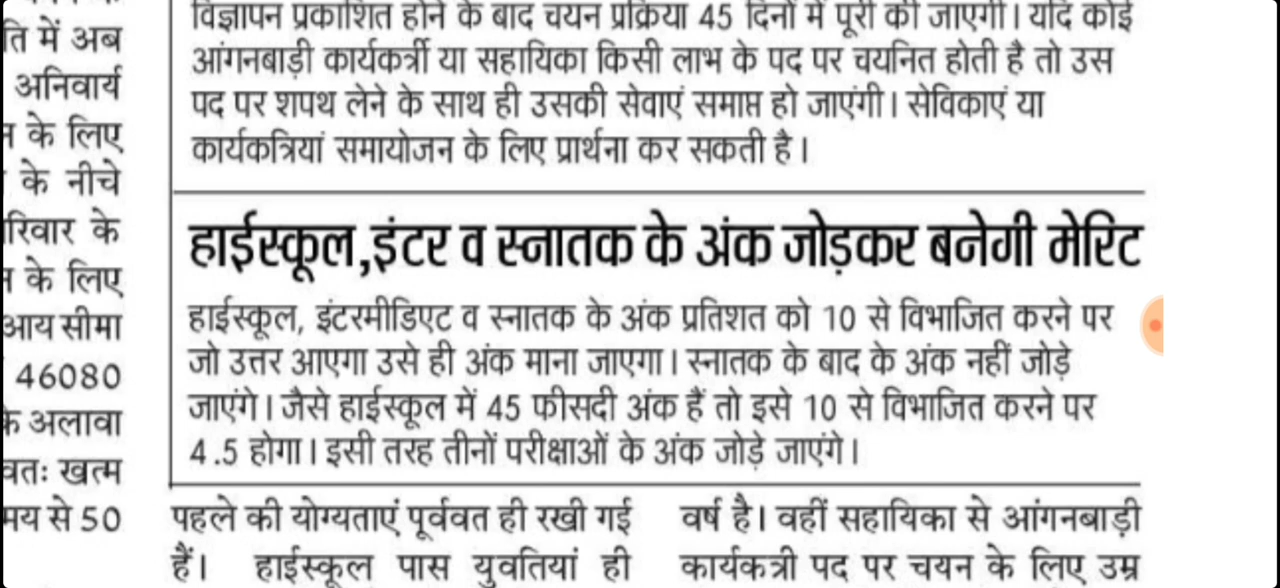 ति में अब
अनिवार्य
के लिए
के नीचे
रिवार के
के लिए
आय सीमा
46080
के अलावा
वतः खत्म
मय से 50
विज्ञापन प्रकाशित होने के बाद चयन प्रक्रिया 45 दिनों में पूरी की जाएगी। यदि कोई
आंगनबाड़ी कार्यकर्त्री या सहायिका किसी लाभ के पद पर चयनित होती है तो उस
पद पर शपथ लेने के साथ ही उसकी सेवाएं समाप्त हो जाएंगी। सेविकाएं या
कार्यकत्रियां समायोजन के लिए प्रार्थना कर सकती है।
हाईस्कूल,इंटर व स्नातक के अंक जोड़कर बनेगी मेरिट
हाईस्कूल, इंटरमीडिएट व स्नातक के अंक प्रतिशत को 10 से विभाजित करने पर
जो उत्तर आएगा उसे ही अंक माना जाएगा। स्नातक के बाद के अंक नहीं जोड़े
जाएंगे। जैसे हाईस्कूल में 45 फीसदी अंक हैं तो इसे 10 से विभाजित करने पर
4.5 होगा। इसी तरह तीनों परीक्षाओं के अंक जोड़े जाएंगे।
पहले की योग्यताएं पूर्ववत ही रखी गई
हैं। हाईस्कूल पास युवतियां ही
वर्ष है। वहीं सहायिका से आंगनबाड़ी
कार्यकत्री पद पर चयन के लिए उम्र